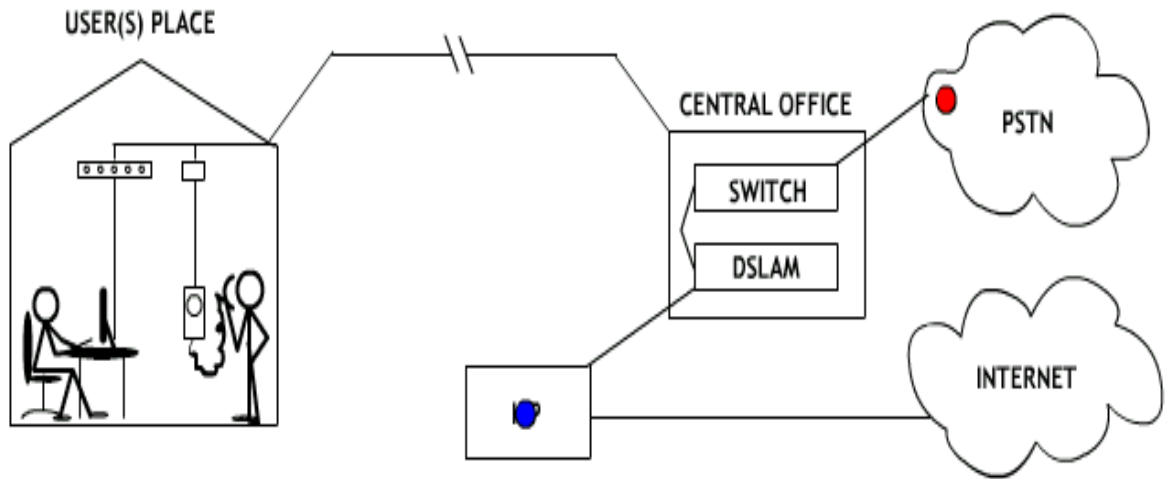 USER(S) PLACE
CENTRAL OFFICE
PSTN
SWITCH
DSLAM
INTERNET